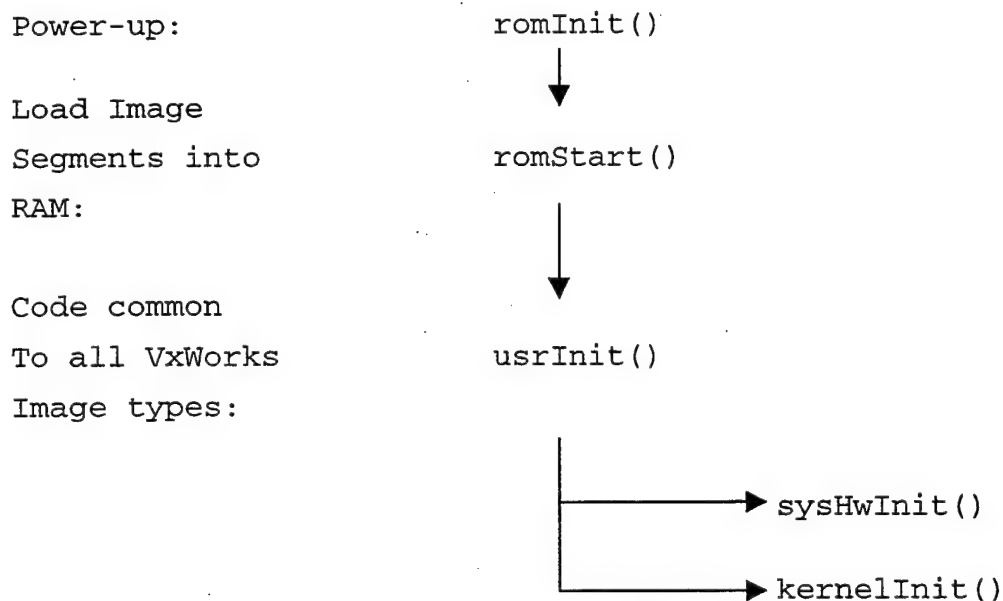 Power-up: romInit()
Load Image
Segments into romStart()
RAM:
Code common
To all VxWorks usrInit()
Image types:
sysHwInit()
kernelInit()